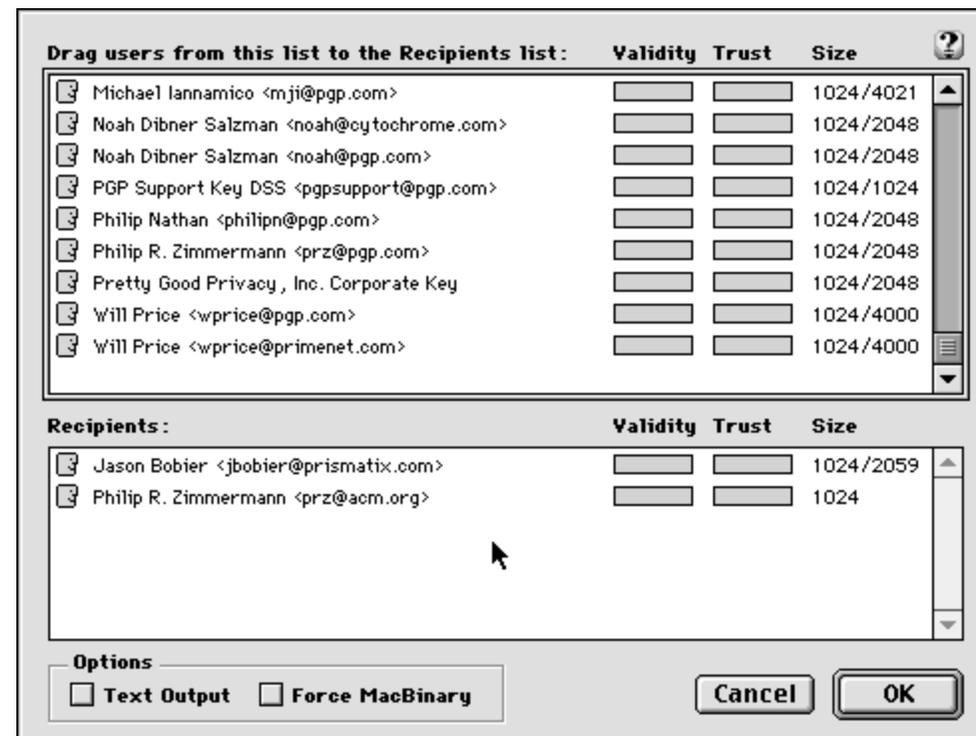 Drag users from this list to the Recipients list: Validity Trust Size ?
Michael Iannamico <mji@pgp.com> 1024/4021
Noah Dibner Salzman <noah@cytochrome.com> 1024/2048
Noah Dibner Salzman <noah@pgp.com> 1024/2048
PGP Support Key DSS <pgpsupport@pgp.com> 1024/1024
Philip Nathan <philipn@pgp.com> 1024/2048
Philip R. Zimmermann <prz@pgp.com> 1024/2048
Pretty Good Privacy, Inc. Corporate Key 1024/2048
Will Price <wprice@pgp.com> 1024/4000
Will Price <wprice@primenet.com> 1024/4000
Recipients: Validity Trust Size
Jason Bobier <jbobier@prismatix.com> 1024/2059
Philip R. Zimmermann <prz@acm.org> 1024
Options
Text Output Force MacBinary Cancel OK